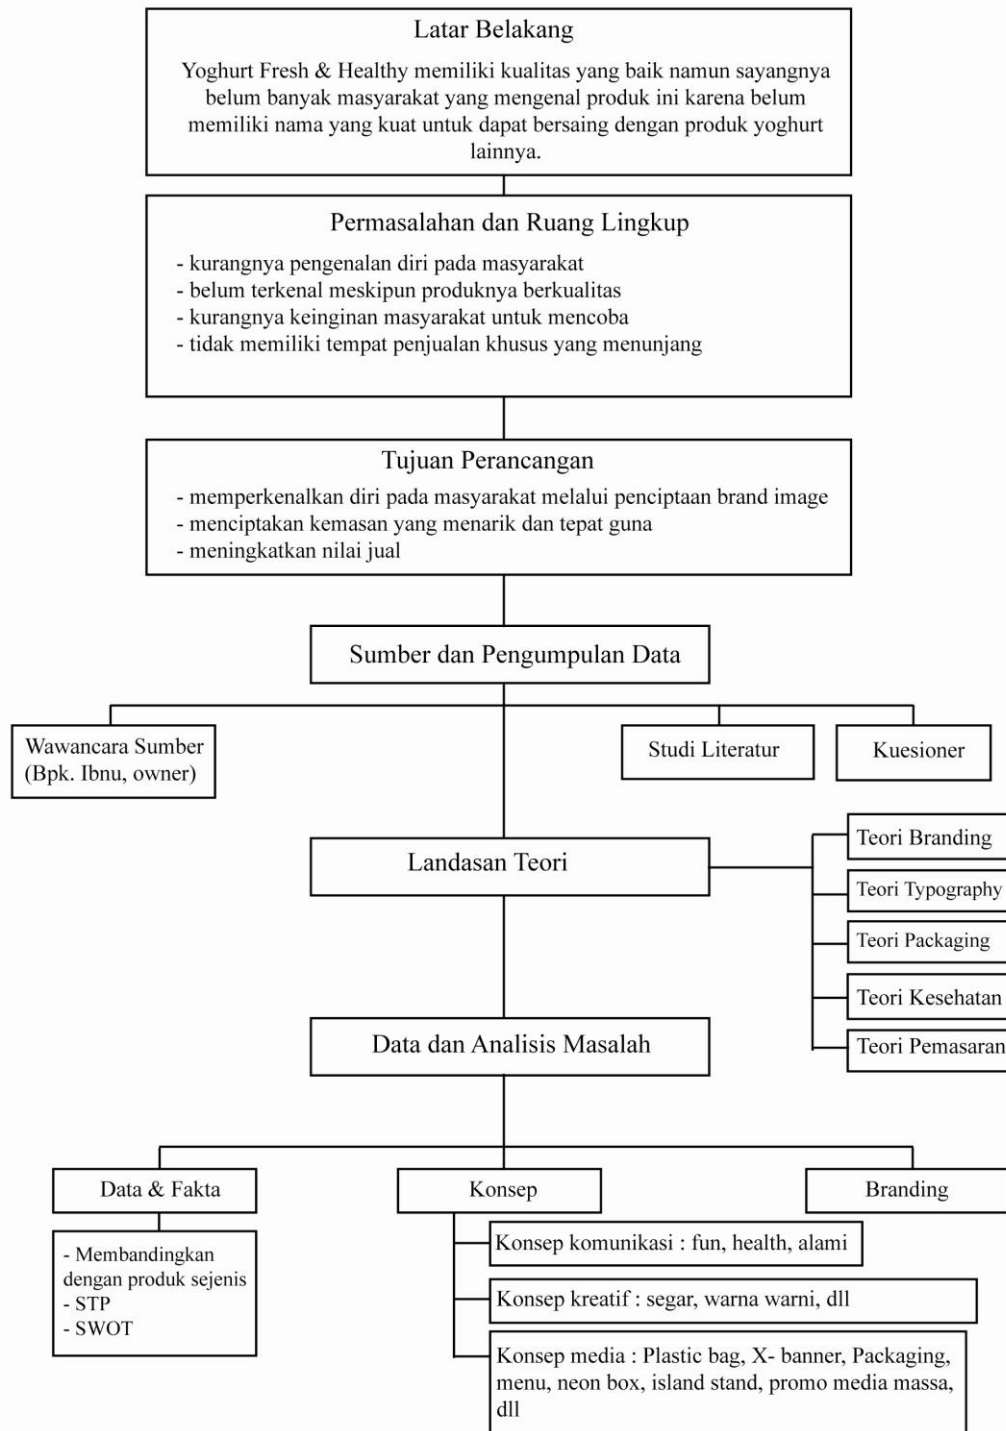 Latar Belakang
Yoghurt Fresh & Healthy memiliki kualitas yang baik namun sayangnya
belum banyak masyarakat yang mengenal produk ini karena belum
memiliki nama yang kuat untuk dapat bersaing dengan produk yoghurt
lainnya.
Permasalahan dan Ruang Lingkup
- kurangnya pengenalan diri pada masyarakat
- belum terkenal meskipun produknya berkualitas
- kurangnya keinginan masyarakat untuk mencoba
- tidak memiliki tempat penjualan khusus yang menunjang
Tujuan Perancangan
- memperkenalkan diri pada masyarakat melalui penciptaan brand image
- menciptakan kemasan yang menarik dan tepat guna
- meningkatkan nilai jual
Sumber dan Pengumpulan Data
Wawancara Sumber
(Bpk. Ibnu, owner)
Studi Literatur
Kuesioner
Landasan Teori
Teori Branding
Teori Typography
Teori Packaging
Teori Kesehatan
Teori Pemasaran
Data dan Analisis Masalah
Data & Fakta
Konsep
Branding
- Membandingkan
dengan produk sejenis
- STP
- SWOT
Konsep komunikasi : fun, health, alami
Konsep kreatif : segar, warna warni, dll
Konsep media : Plastic bag, X- banner, Packaging,
menu, neon box, island stand, promo media massa,
dll